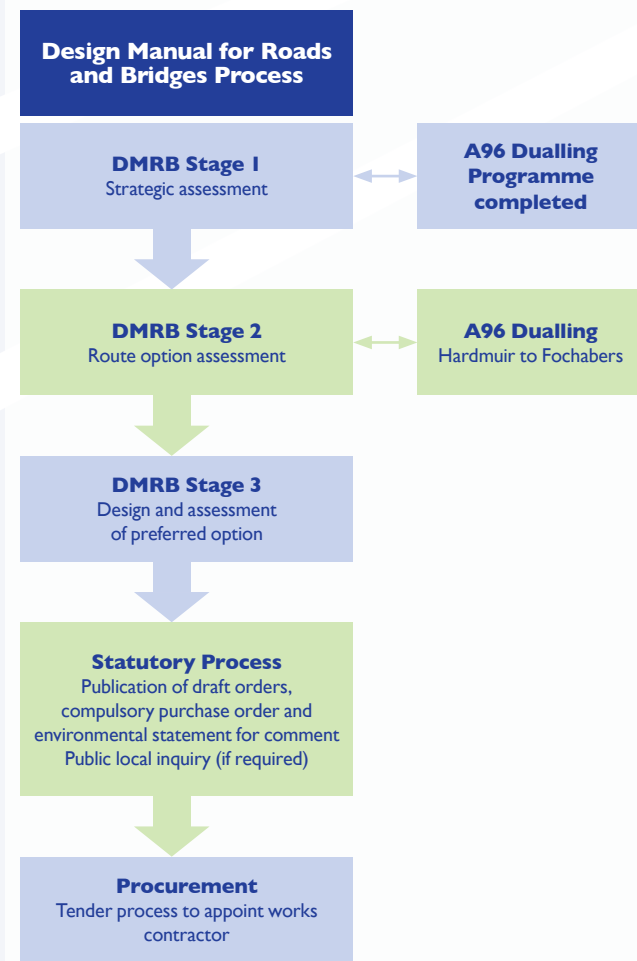 Design Manual for Roads
and Bridges Process
DMRB Stage 1
Strategic assessment
A96 Dualling
Programme
completed
DMRB Stage 2
Route option assessment
A96 Dualling
Hardmuir to Fochabers
DMRB Stage 3
Design and assessment
of preferred option
Statutory Process
Publication of draft orders,
compulsory purchase order and
environmental statement for comment
Public local inquiry (if required)
Procurement
Tender process to appoint works
contractor